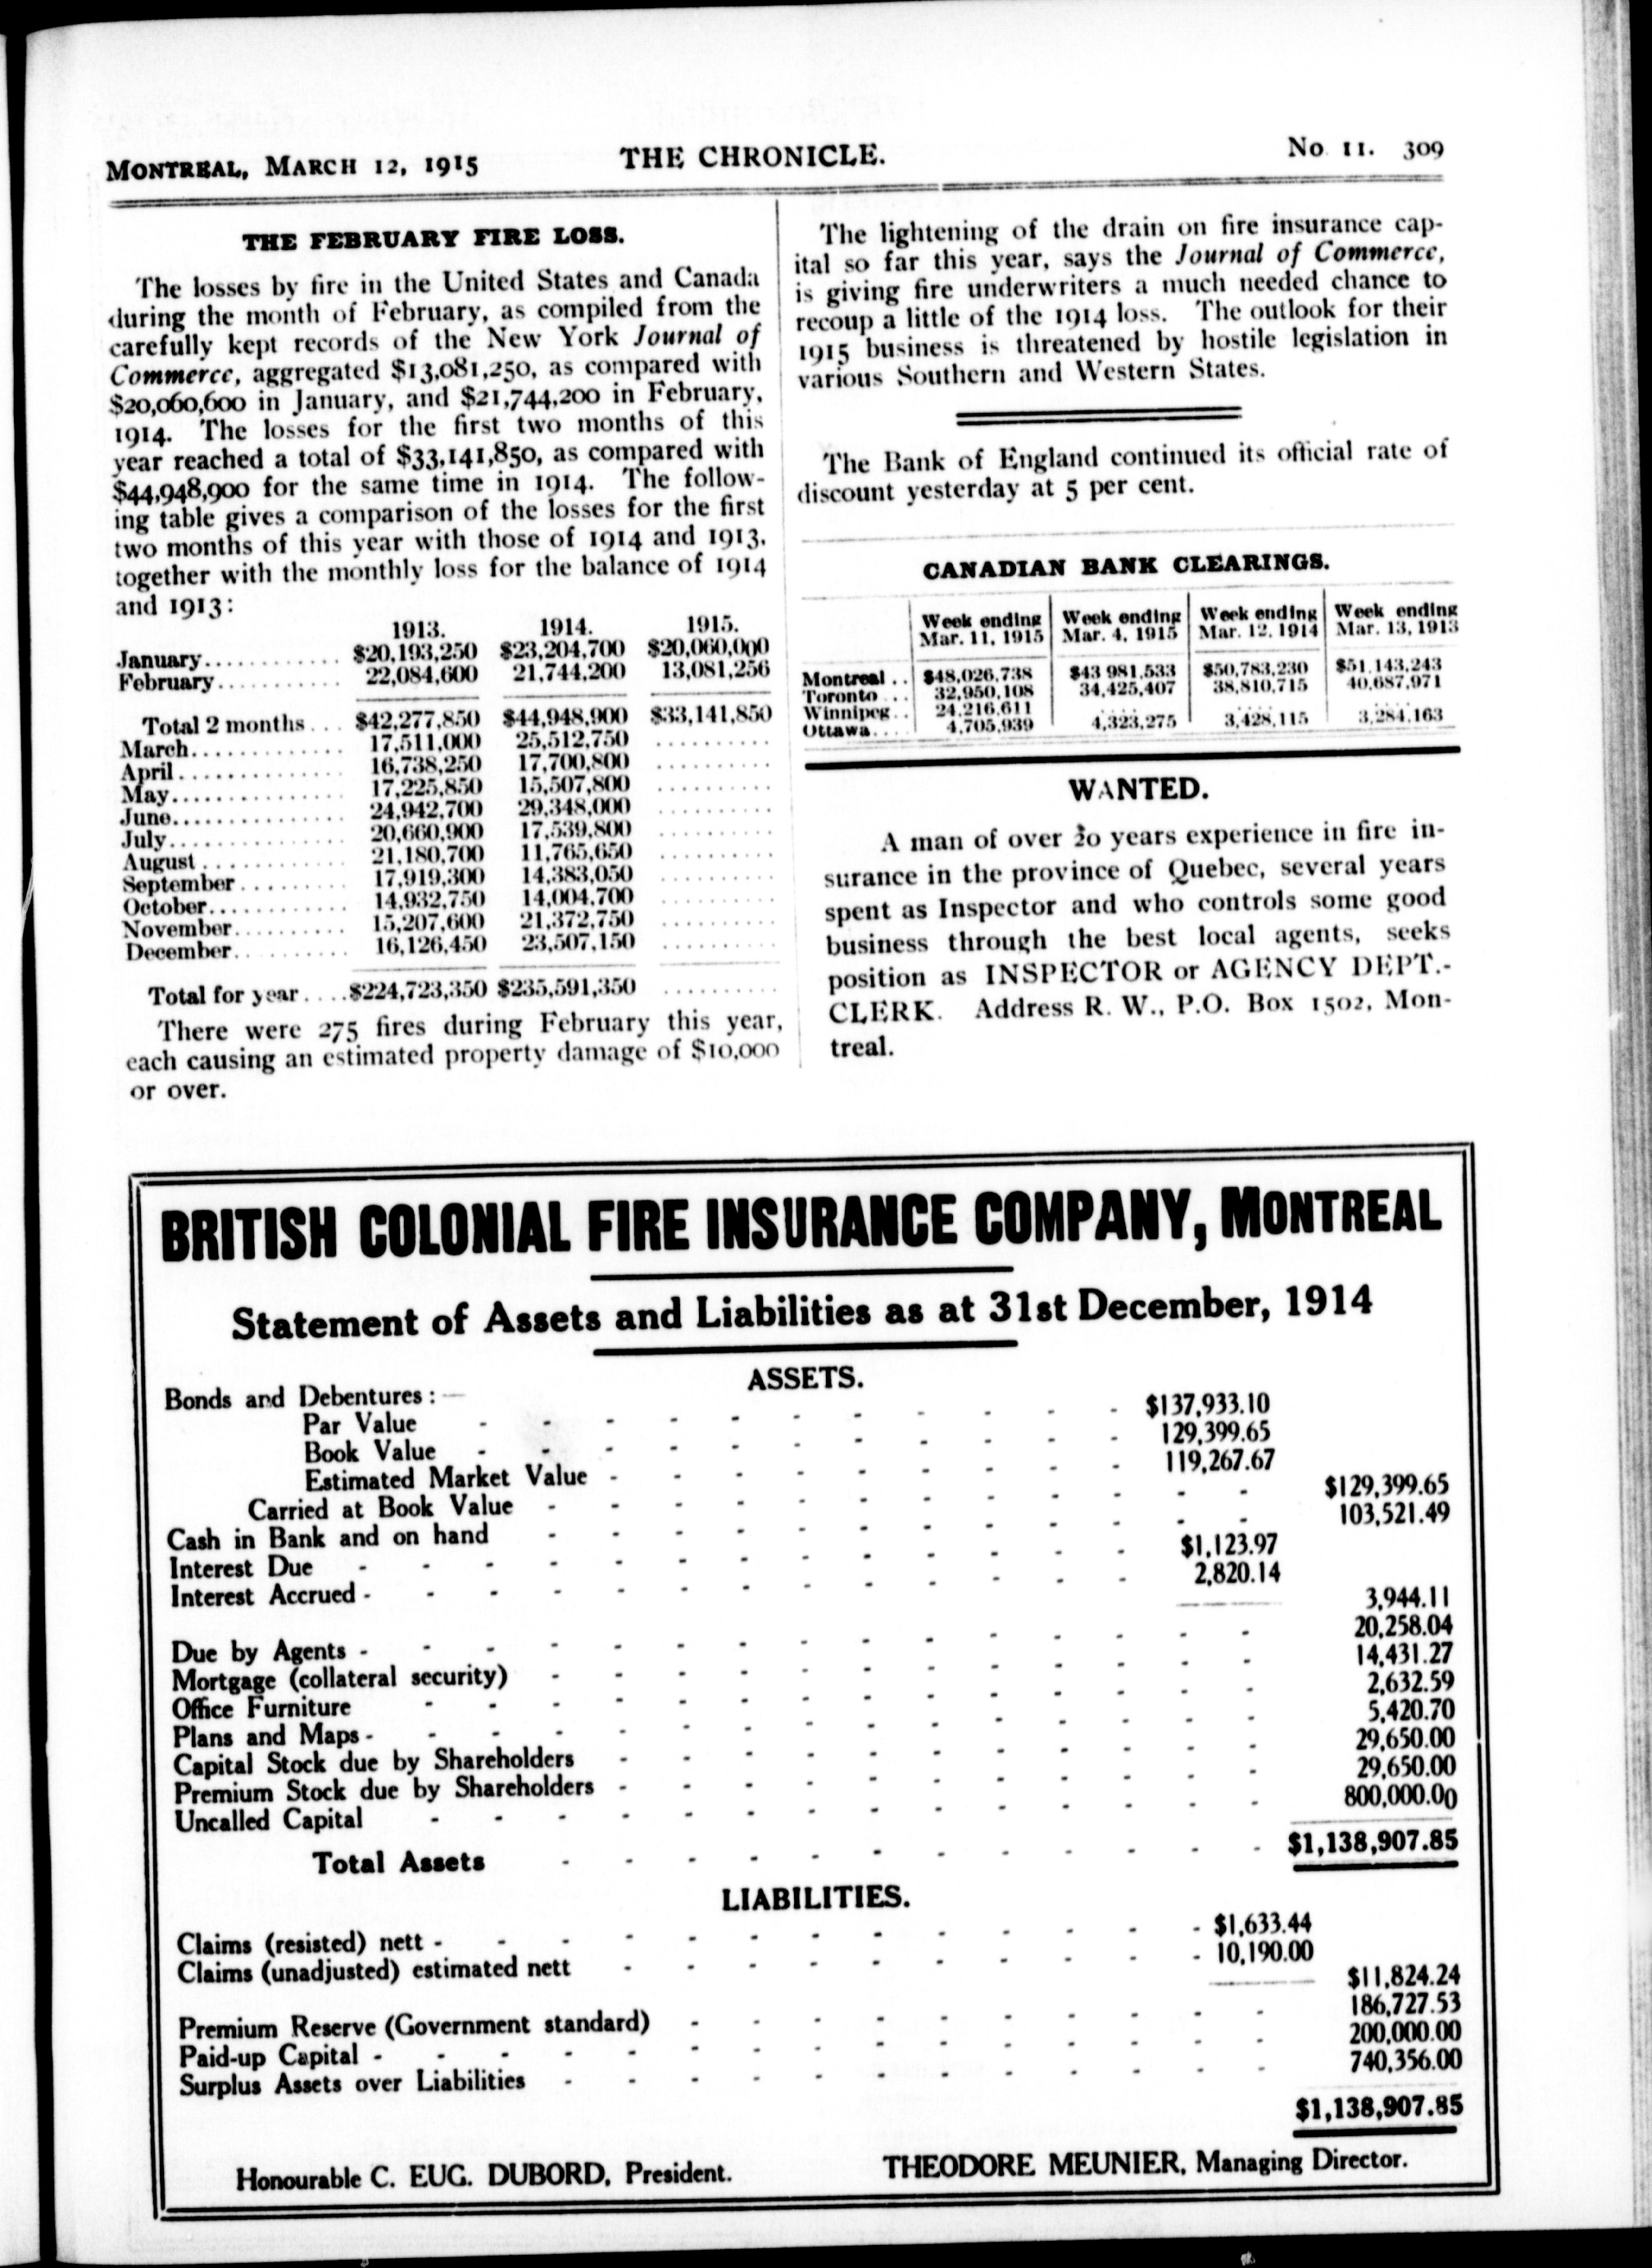 MONTREAL, MARCH 12, 1915 THE CHRONICLE. No. 11. 309
THE FEBRUARY FIRE LOSS.
The losses by fire in the United States and Canada
during the month of February, as compiled from the
carefully kept records of the New York Journal of
Commerce, aggregated $13,081,250, as compared with
$20,060,600 in January, and $21,744,200 in February,
1914. The losses for the first two months of this
year reached a total of $33,141,850, as compared with
$44,948,900 for the same time in 1914. The follow-
ing table gives a comparison of the losses for the first
two months of this year with those of 1914 and 1913,
together with the monthly loss for the balance of 1914
and 1913:
1913. 1914. 1915.
January............ $20,193,250 $23,204,700 $20,060,000
February........... 22,084,600 21,744,200 13,081,256
Total 2 months... $42,277,850 $44,948,900 $33,141,850
March............. 17,511,000 25,512,750 ..........
April.............. 16,738,250 17,700,800 ..........
May............... 17,225,850 15,507,800 ..........
June............... 24,942,700 29,348,000 ..........
July............... 20,660,900 17,539,800 ..........
August............ 21,180,700 11,765,650 ..........
September......... 17,919,300 14,383,050 ..........
October............ 14,932,750 14,004,700 ..........
November.......... 15,207,600 21,372,750 ..........
December.......... 16,126,450 23,507,150 ..........
Total for year....$224,723,350 $235,591,350 ..........
There were 275 fires during February this year,
each causing an estimated property damage of $10,000
or over.
The lightening of the drain on fire insurance cap-
ital so far this year, says the Journal of Commerce,
is giving fire underwriters a much needed chance to
recoup a little of the 1914 loss. The outlook for their
1915 business is threatened by hostile legislation in
various Southern and Western States.
The Bank of England continued its official rate of
discount yesterday at 5 per cent.
CANADIAN BANK CLEARINGS.
Week ending Week ending Week ending Week ending
Mar. 11, 1915 Mar. 4, 1915 Mar. 12, 1914 Mar. 13, 1913
Montreal.. $48,026,738 $43 981,533 $50,783,230 $51,143,243
Toronto... 32,950,108 34,425,407 38,810,715 40,687,971
Winnipeg.. 24,216,611 .... .... ....
Ottawa.... 4,705,939 4,323,275 3,428,115 3,284,163
WANTED.
A man of over 20 years experience in fire in-
surance in the province of Quebec, several years
spent as Inspector and who controls some good
business through the best local agents, seeks
position as INSPECTOR or AGENCY DEPT.-
CLERK. Address R. W., P.O. Box 1502, Mon-
treal.
BRITISH COLONIAL FIRE INSURANCE COMPANY, MONTREAL
Statement of Assets and Liabilities as at 31st December, 1914
ASSETS.
Bonds and Debentures :—
Par Value - - - - - - - - - - - $137,933.10
Book Value - - - - - - - - - - - 129,399.65
Estimated Market Value - - - - - - - - - 119,267.67
Carried at Book Value - - - - - - - - - - - - $129,399.65
Cash in Bank and on hand - - - - - - - - - - - - 103,521.49
Interest Due - - - - - - - - - - - - - $1,123.97
Interest Accrued - - - - - - - - - - - - - 2,820.14
3,944.11
Due by Agents - - - - - - - - - - - - - - - 20,258.04
Mortgage (collateral security) - - - - - - - - - - - - 14,431.27
Office Furniture - - - - - - - - - - - - - - 2,632.59
Plans and Maps - - - - - - - - - - - - - - - 5,420.70
Capital Stock due by Shareholders - - - - - - - - - - - 29,650.00
Premium Stock due by Shareholders - - - - - - - - - - - 29,650.00
Uncalled Capital - - - - - - - - - - - - - - 800,000.00
Total Assets - - - - - - - - - - - - $1,138,907.85
LIABILITIES.
Claims (resisted) nett - - - - - - - - - - - - - $1,633.44
Claims (unadjusted) estimated nett - - - - - - - - - - 10,190.00
$11,824.24
Premium Reserve (Government standard) - - - - - - - - - - 186,727.53
Paid-up Capital - - - - - - - - - - - - - - - 200,000.00
Surplus Assets over Liabilities - - - - - - - - - - - - 740,356.00
$1,138,907.85
Honourable C. EUG. DUBORD, President. THEODORE MEUNIER, Managing Director.